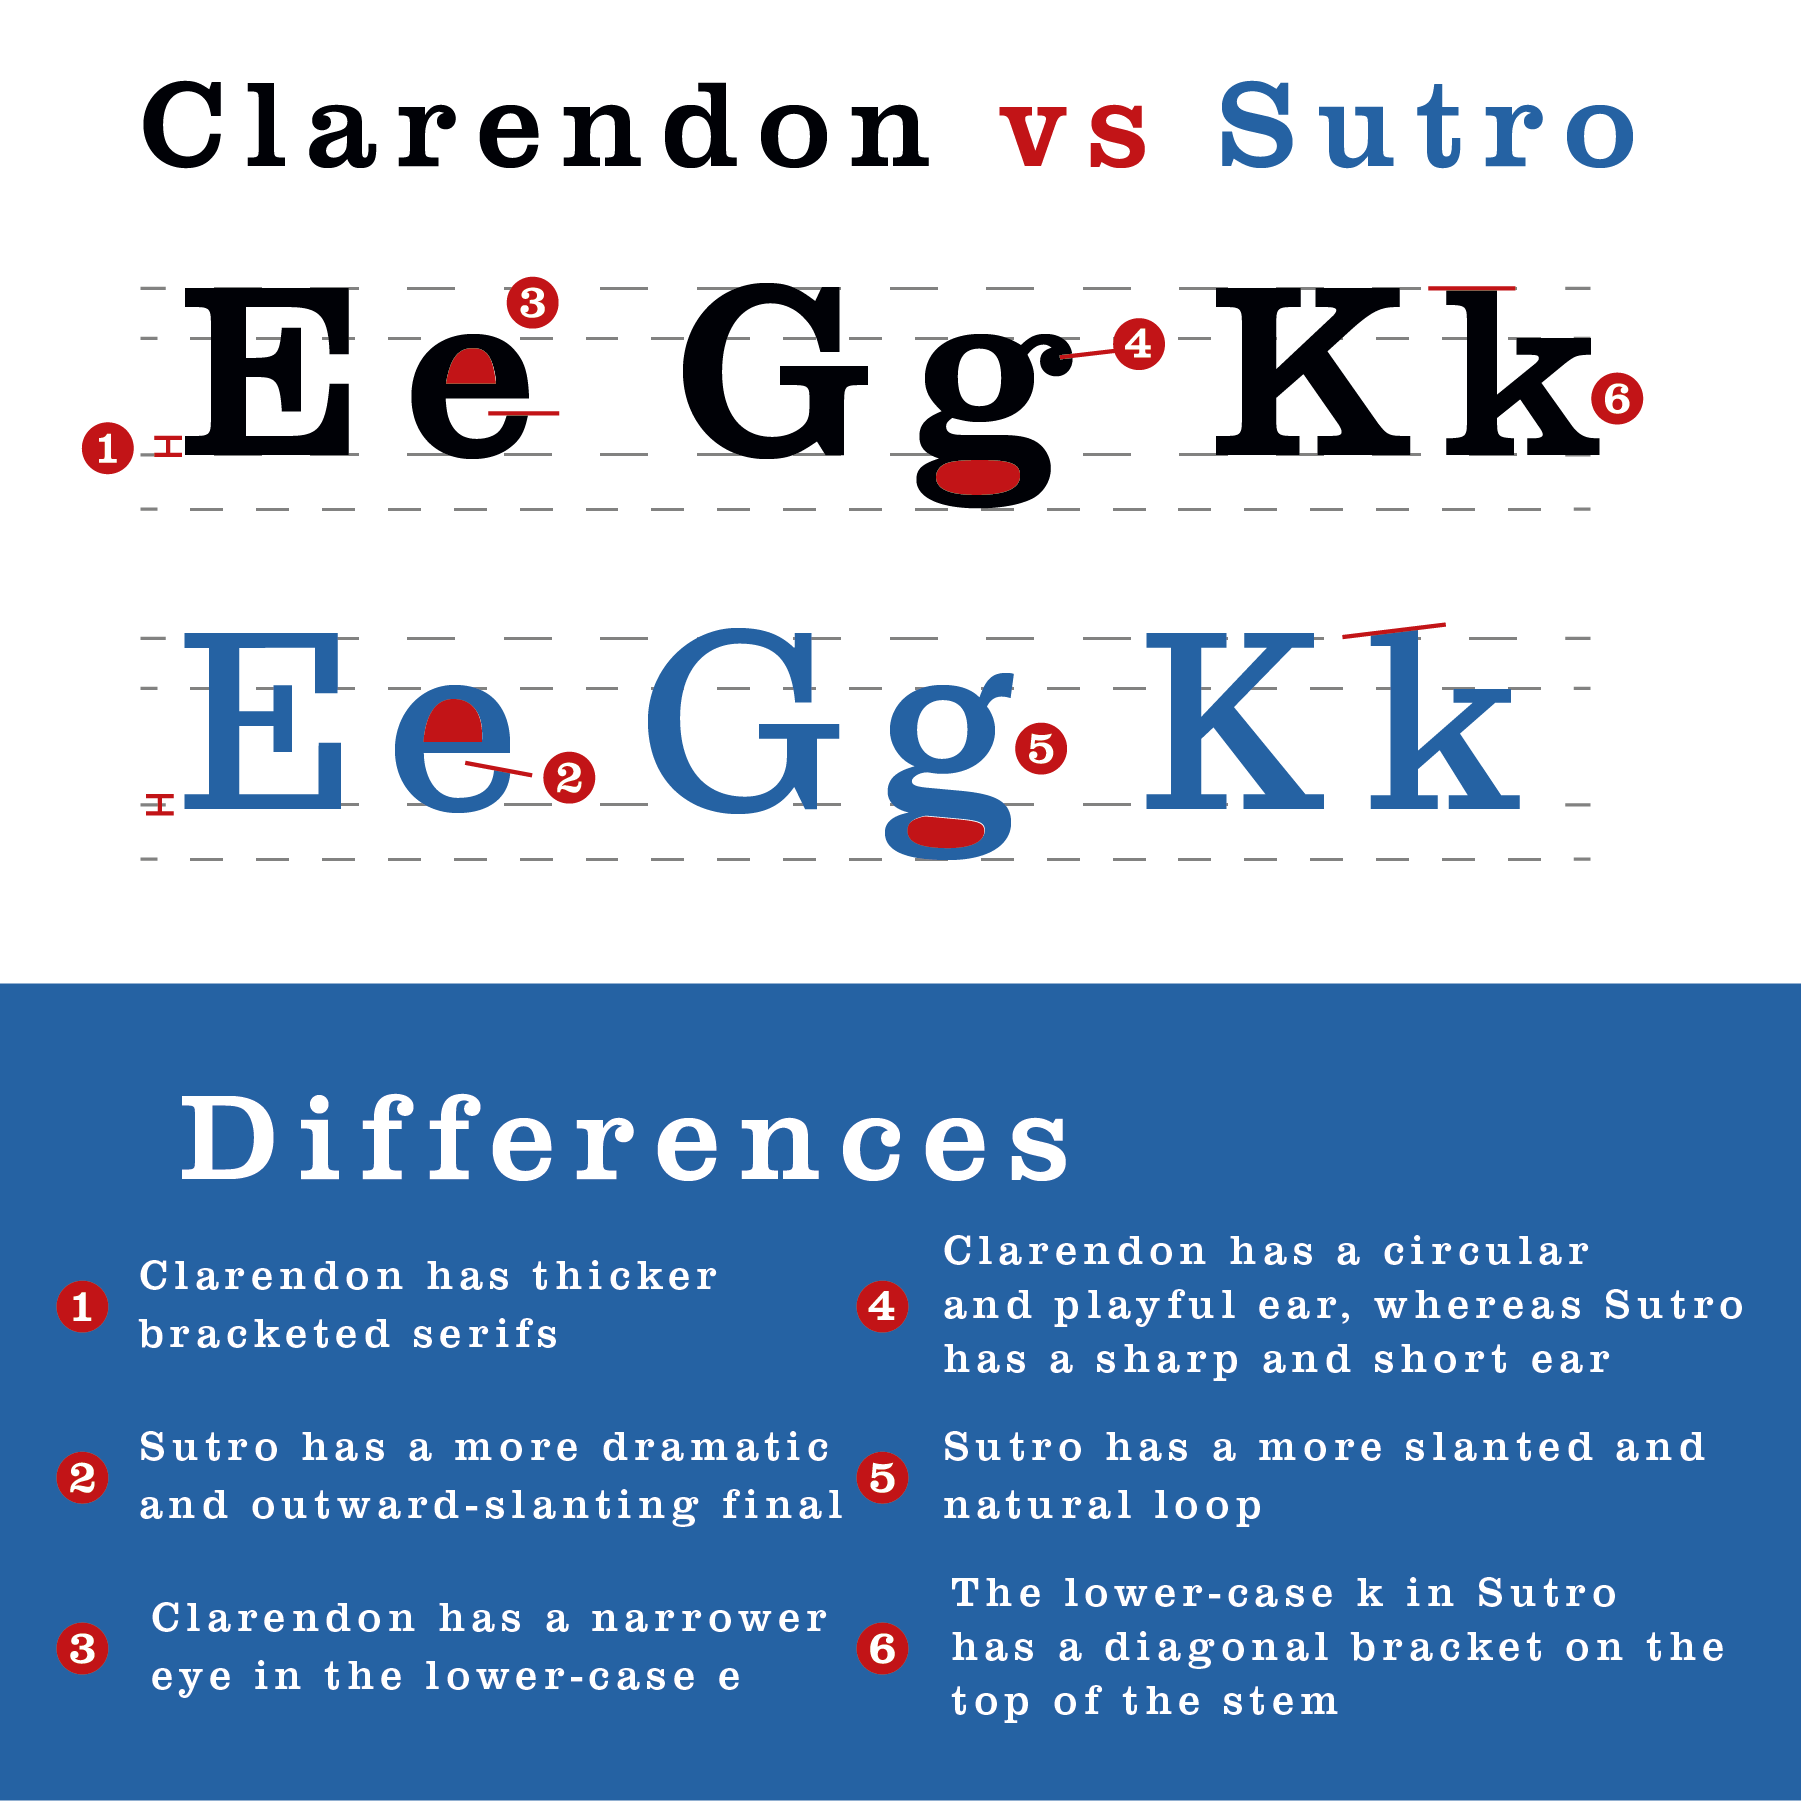 Clarendon vs Sutro
3
Ee Gg Kk
4
6
1
Ee Gg Kk
5
2
Differences
1
Clarendon has thicker
bracketed serifs
2
Sutro has a more dramatic
and outward-slanting final
3
Clarendon has a narrower
eye in the lower-case e
4
Clarendon has a circular
and playful ear, whereas Sutro
has a sharp and short ear
5
Sutro has a more slanted and
natural loop
6
The lower-case k in Sutro
has a diagonal bracket on the
top of the stem